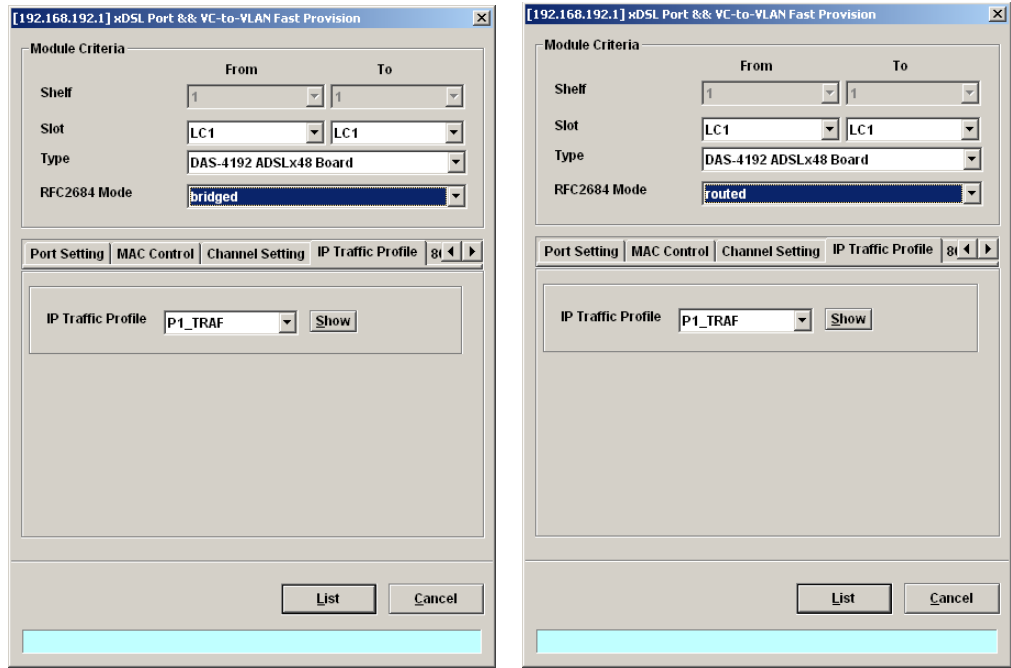 [192.168.192.1] xDSL Port && VC-to-VLAN Fast Provision
Module Criteria
From To
Shelf 1 1
Slot LC1 LC1
Type DAS-4192 ADSLx48 Board
RFC2684 Mode bridged
Port Setting MAC Control Channel Setting IP Traffic Profile
IP Traffic Profile P1_TRAF Show
List Cancel
[192.168.192.1] xDSL Port && VC-to-VLAN Fast Provision
Module Criteria
From To
Shelf 1 1
Slot LC1 LC1
Type DAS-4192 ADSLx48 Board
RFC2684 Mode routed
Port Setting MAC Control Channel Setting IP Traffic Profile
IP Traffic Profile P1_TRAF Show
List Cancel